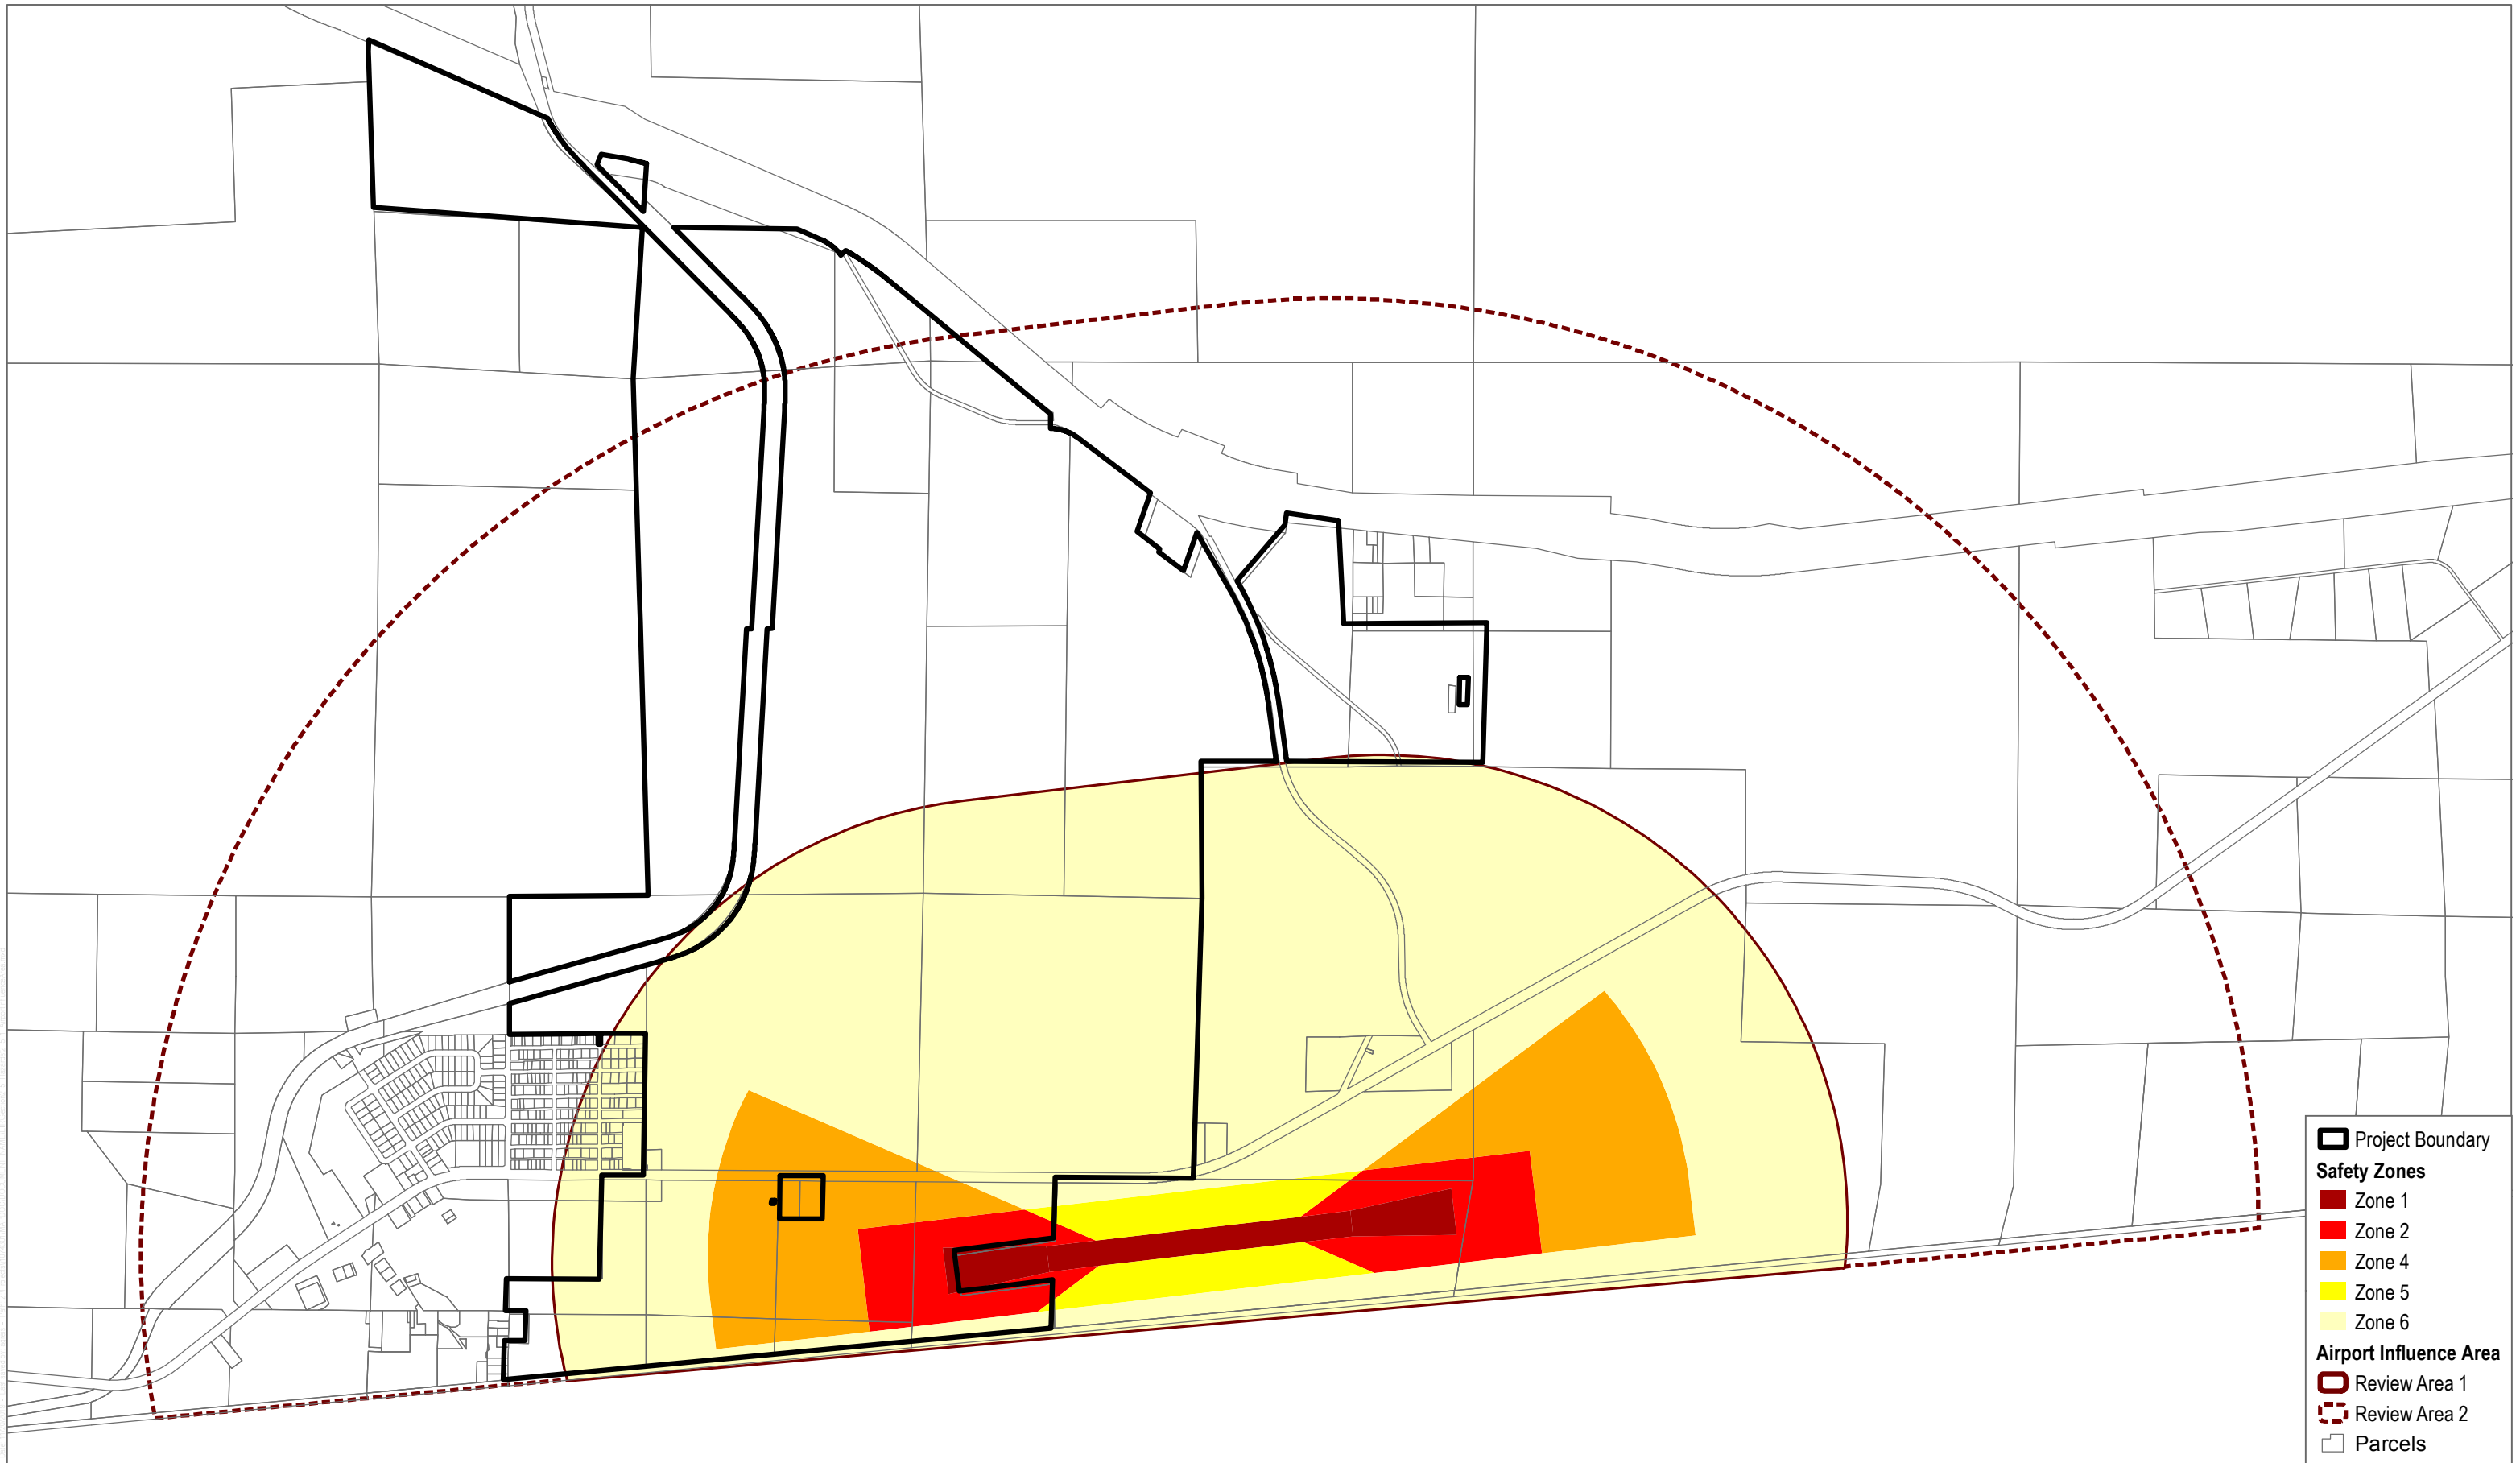 Project Boundary
Safety Zones
Zone 1
Zone 2
Zone 4
Zone 5
Zone 6
Airport Influence Area
Review Area 1
Review Area 2
Parcels